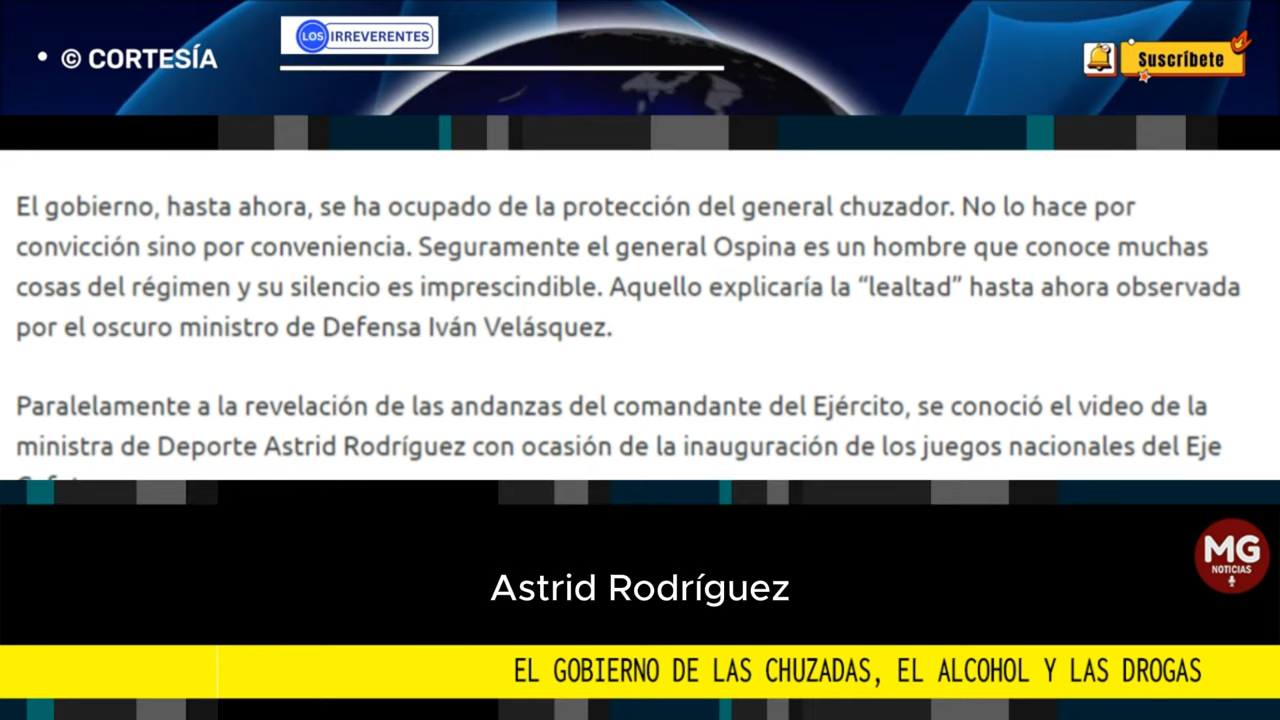 • © CORTESÍA
LOS IRREVERENTES
Suscríbete
El gobierno, hasta ahora, se ha ocupado de la protección del general chuzador. No lo hace por
convicción sino por conveniencia. Seguramente el general Ospina es un hombre que conoce muchas
cosas del régimen y su silencio es imprescindible. Aquello explicaría la “lealtad” hasta ahora observada
por el oscuro ministro de Defensa Iván Velásquez.
Paralelamente a la revelación de las andanzas del comandante del Ejército, se conoció el video de la
ministra de Deporte Astrid Rodríguez con ocasión de la inauguración de los juegos nacionales del Eje
Astrid Rodríguez
MG
NOTICIAS
EL GOBIERNO DE LAS CHUZADAS, EL ALCOHOL Y LAS DROGAS